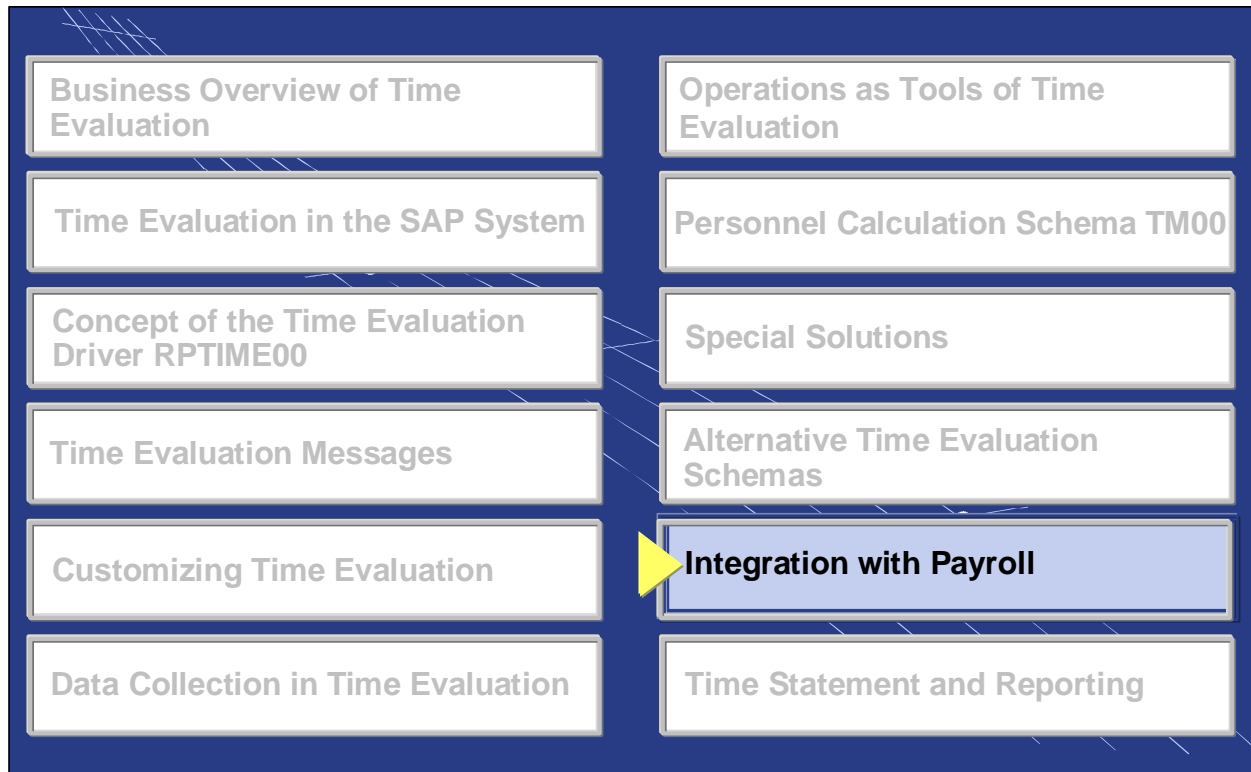 Business Overview of Time
Evaluation
Time Evaluation in the SAP System
Concept of the Time Evaluation
Driver RPTIME00
Time Evaluation Messages
Customizing Time Evaluation
Data Collection in Time Evaluation
Operations as Tools of Time
Evaluation
Personnel Calculation Schema TM00
Special Solutions
Alternative Time Evaluation
Schemas
Integration with Payroll
Time Statement and Reporting